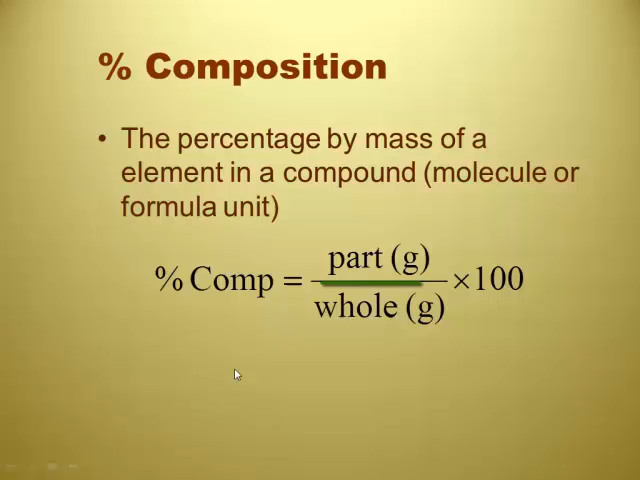 % Composition
• The percentage by mass of a
element in a compound (molecule or
formula unit)
% Comp = part (g) / whole (g) ×100